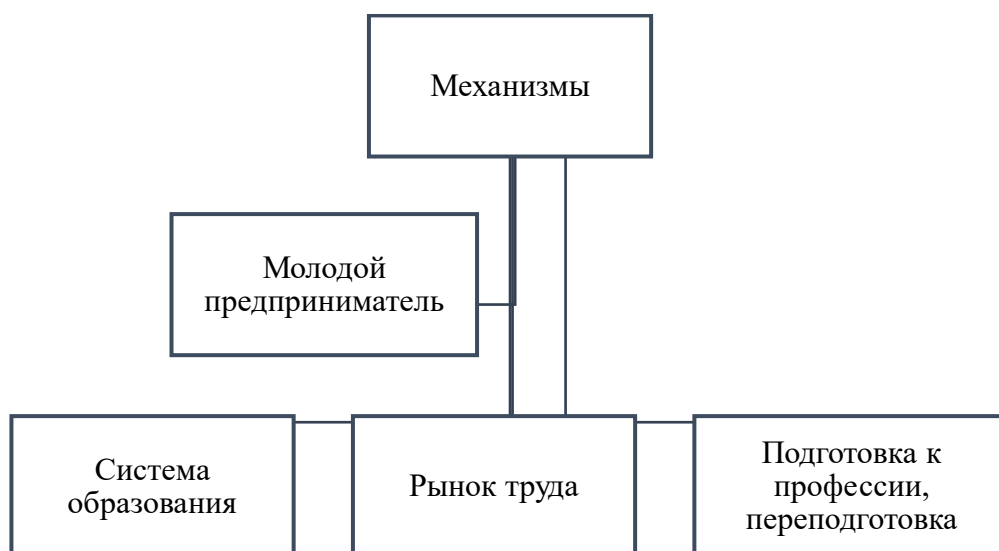 Механизмы
Молодой
предприниматель
Система
образования
Рынок труда
Подготовка к
профессии,
переподготовка